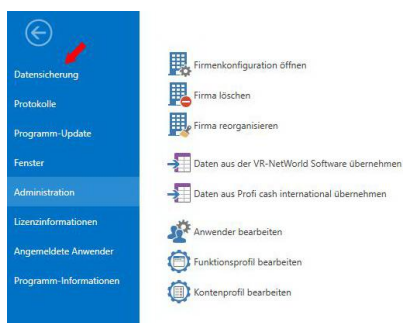 Datensicherung
Protokolle
Programm-Update
Fenster
Administration
Lizenzinformationen
Angemeldete Anwender
Programm-Informationen
Firmenkonfiguration öffnen
Firma löschen
Firma reorganisieren
Daten aus der VR-NetWorld Software übernehmen
Daten aus Profi cash international übernehmen
Anwender bearbeiten
Funktionsprofil bearbeiten
Kontenprofil bearbeiten